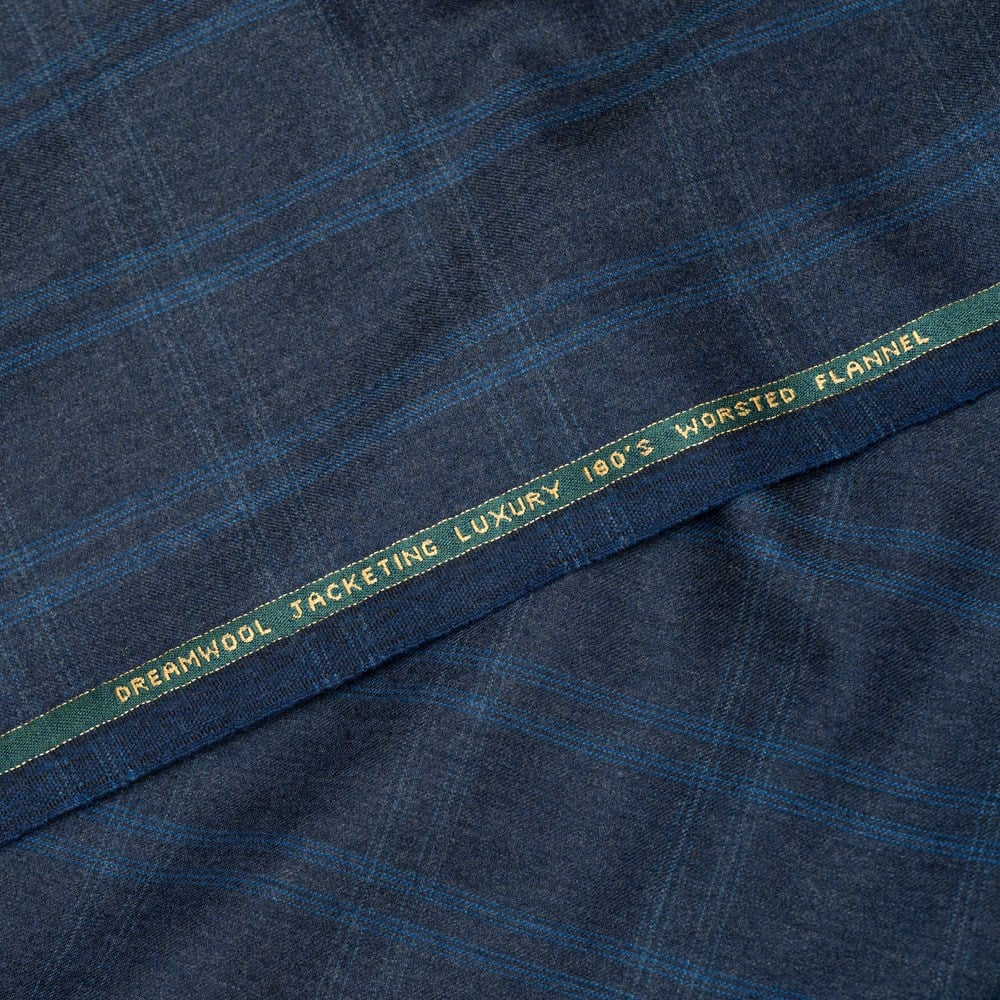 DREAMWOOL JACKETING LUXURY 180'S WORSTED FLANNEL